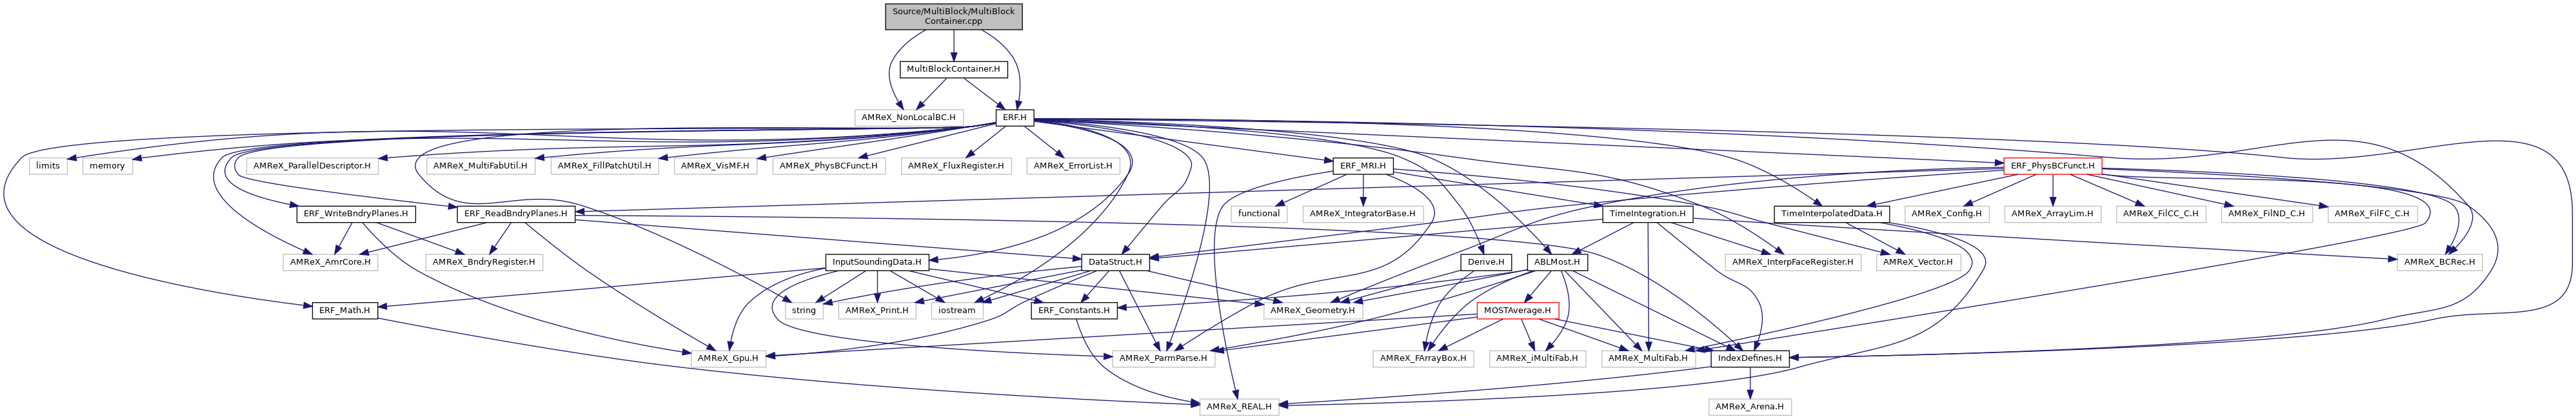 Source/MultiBlock/MultiBlock
Container.cpp
MultiBlockContainer.H
AMReX_NonLocalBC.H
ERF.H
limits
memory
AMReX_ParallelDescriptor.H
AMReX_MultiFabUtil.H
AMReX_FillPatchUtil.H
AMReX_VisMF.H
AMReX_PhysBCFunct.H
AMReX_FluxRegister.H
AMReX_ErrorList.H
ERF_MRI.H
ERF_PhysBCFunct.H
ERF_WriteBndryPlanes.H
ERF_ReadBndryPlanes.H
functional
AMReX_IntegratorBase.H
TimeIntegration.H
TimeInterpolatedData.H
AMReX_Config.H
AMReX_ArrayLim.H
AMReX_FilCC_C.H
AMReX_FilND_C.H
AMReX_FilFC_C.H
AMReX_AmrCore.H
AMReX_BndryRegister.H
InputSoundingData.H
DataStruct.H
Derive.H
ABLMost.H
AMReX_InterpFaceRegister.H
AMReX_Vector.H
AMReX_BCRec.H
ERF_Math.H
string
AMReX_Print.H
iostream
ERF_Constants.H
AMReX_Geometry.H
MOSTAverage.H
AMReX_Gpu.H
AMReX_ParmParse.H
AMReX_FArrayBox.H
AMReX_iMultiFab.H
AMReX_MultiFab.H
IndexDefines.H
AMReX_REAL.H
AMReX_Arena.H